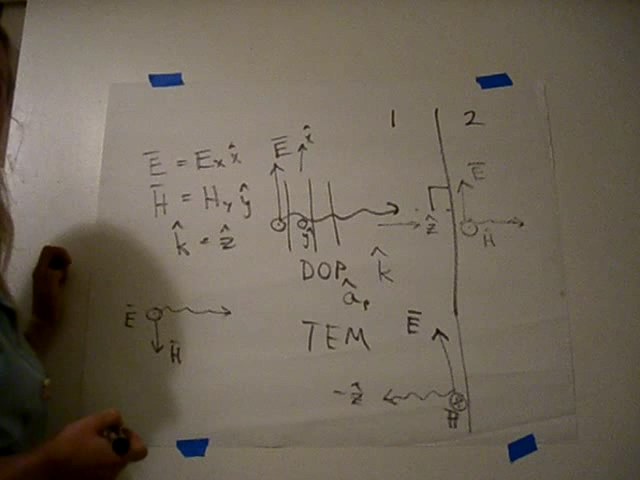 1 2
E̅ = Eₓ x̂
H̅ = Hᵧ ŷ
k̂ = ẑ
E̅ x̂
ŷ
DOP k̂
âₚ
ẑ
E̅
H̅
E̅ H̅
TEM
E̅
-ẑ
H̅